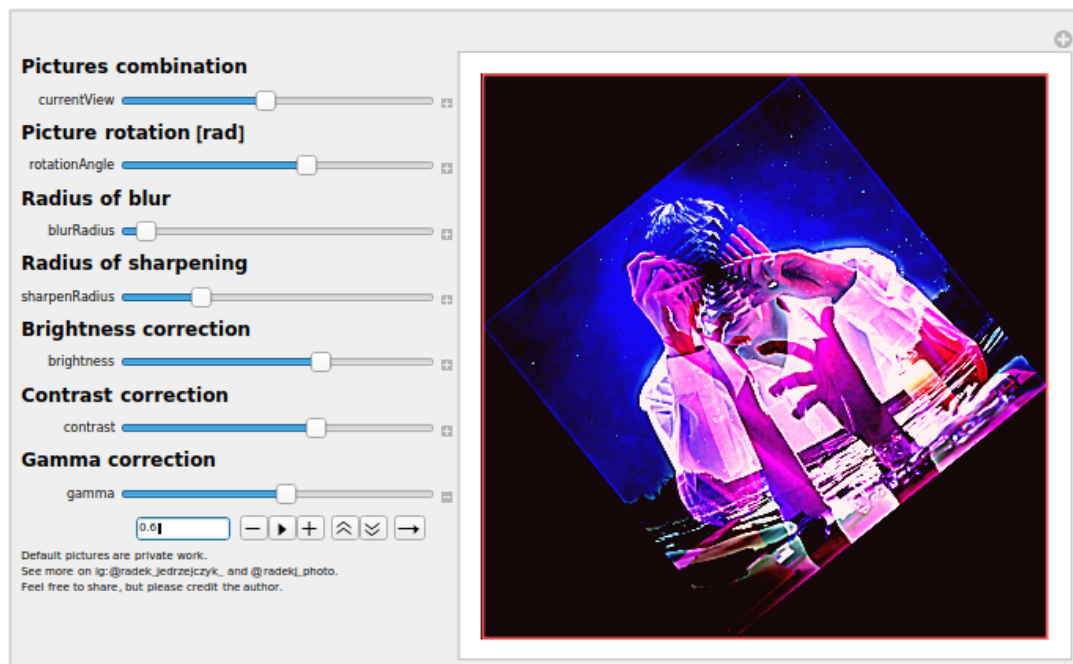 Pictures combination
currentView
Picture rotation [rad]
rotationAngle
Radius of blur
blurRadius
Radius of sharpening
sharpenRadius
Brightness correction
brightness
Contrast correction
contrast
Gamma correction
gamma
0.6
Default pictures are private work.
See more on ig:@radek_jedrzejczyk_ and @radekj_photo.
Feel free to share, but please credit the author.